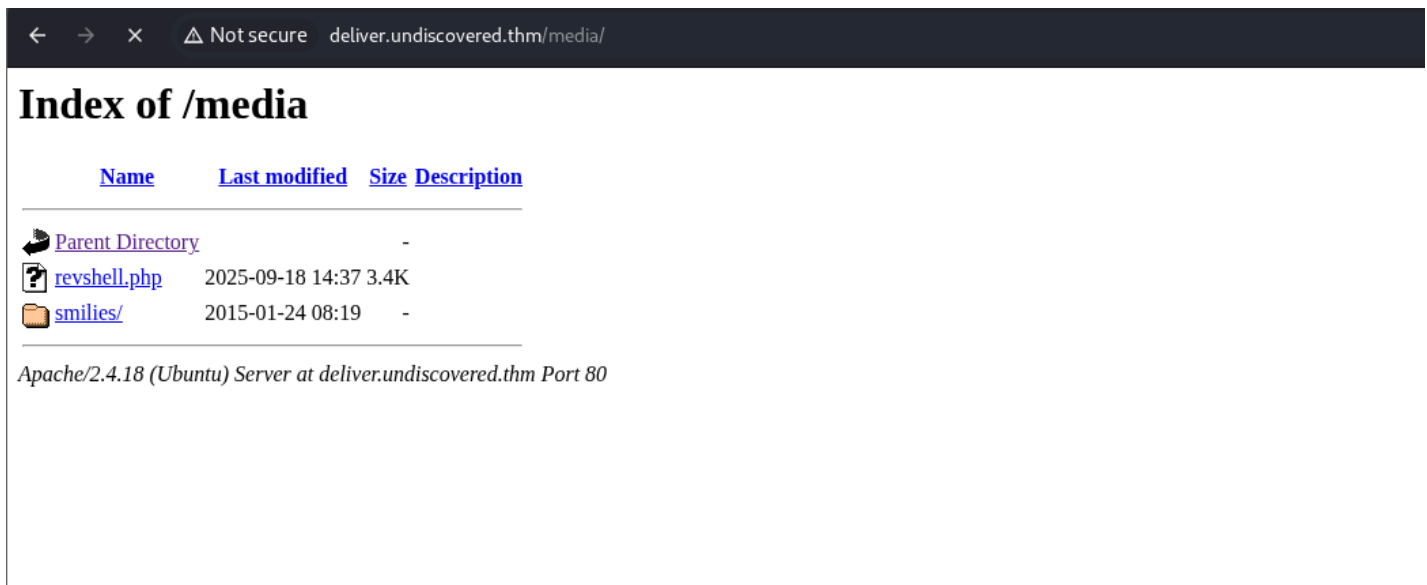 Not secure deliver.undiscovered.thm/media/
Index of /media
Name Last modified Size Description
Parent Directory -
revshell.php 2025-09-18 14:37 3.4K
smilies/ 2015-01-24 08:19 -
Apache/2.4.18 (Ubuntu) Server at deliver.undiscovered.thm Port 80